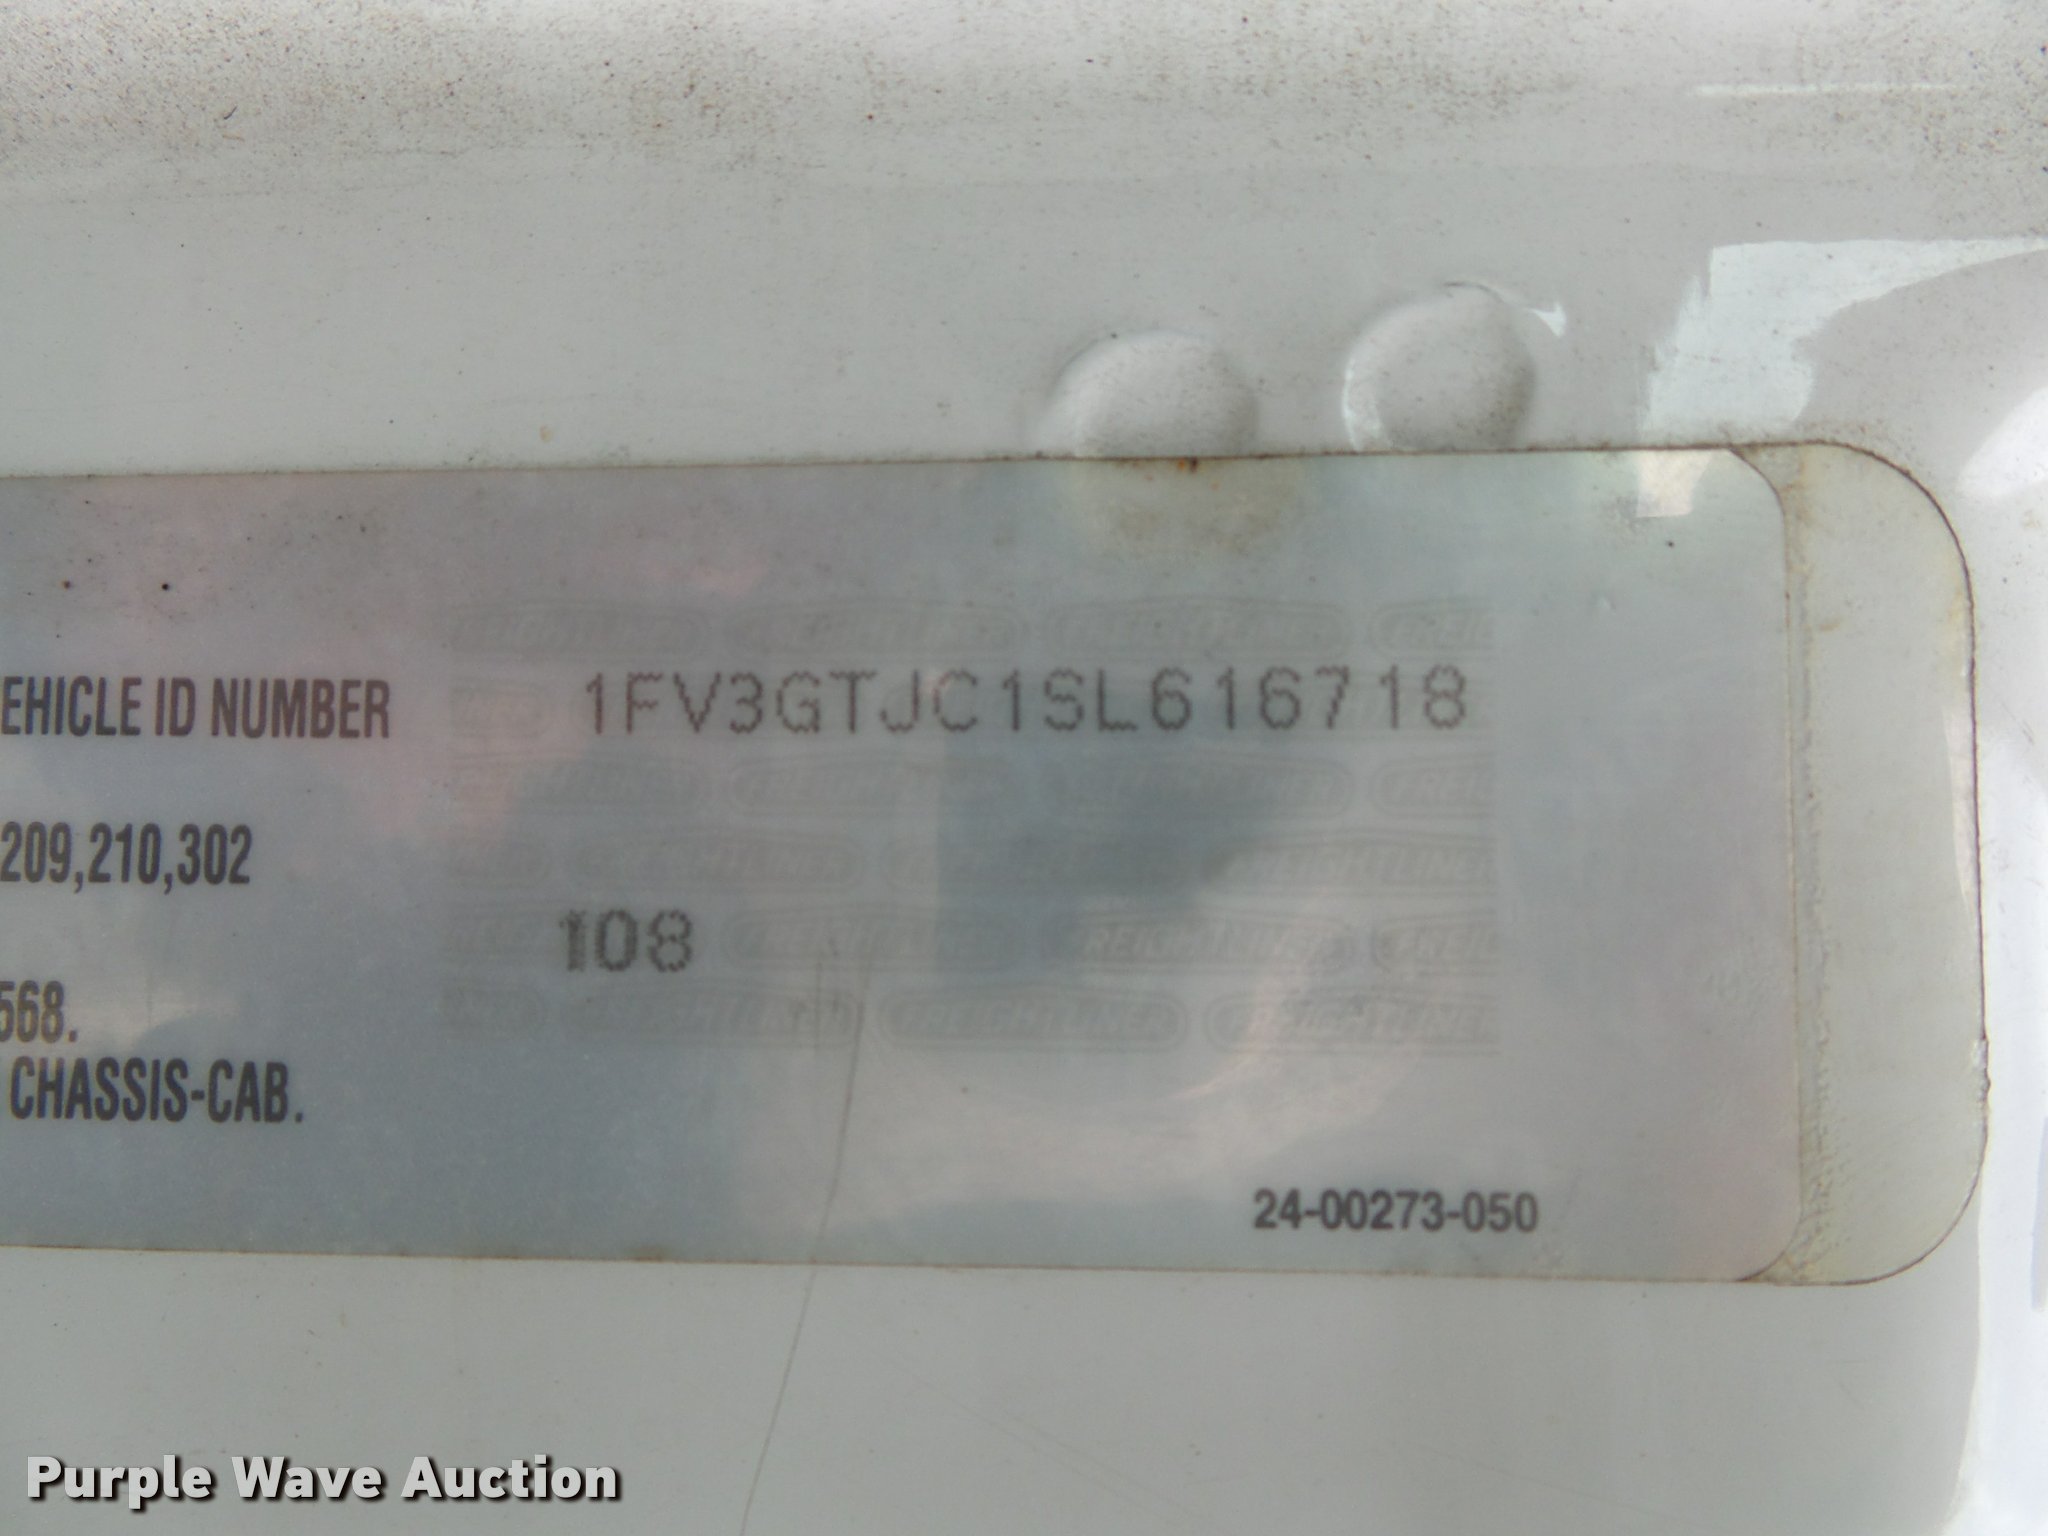 EHICLE ID NUMBER 1FV3GTJC1SL616718
209,210,302
108
568.
CHASSIS-CAB.
24-00273-050
Purple Wave Auction